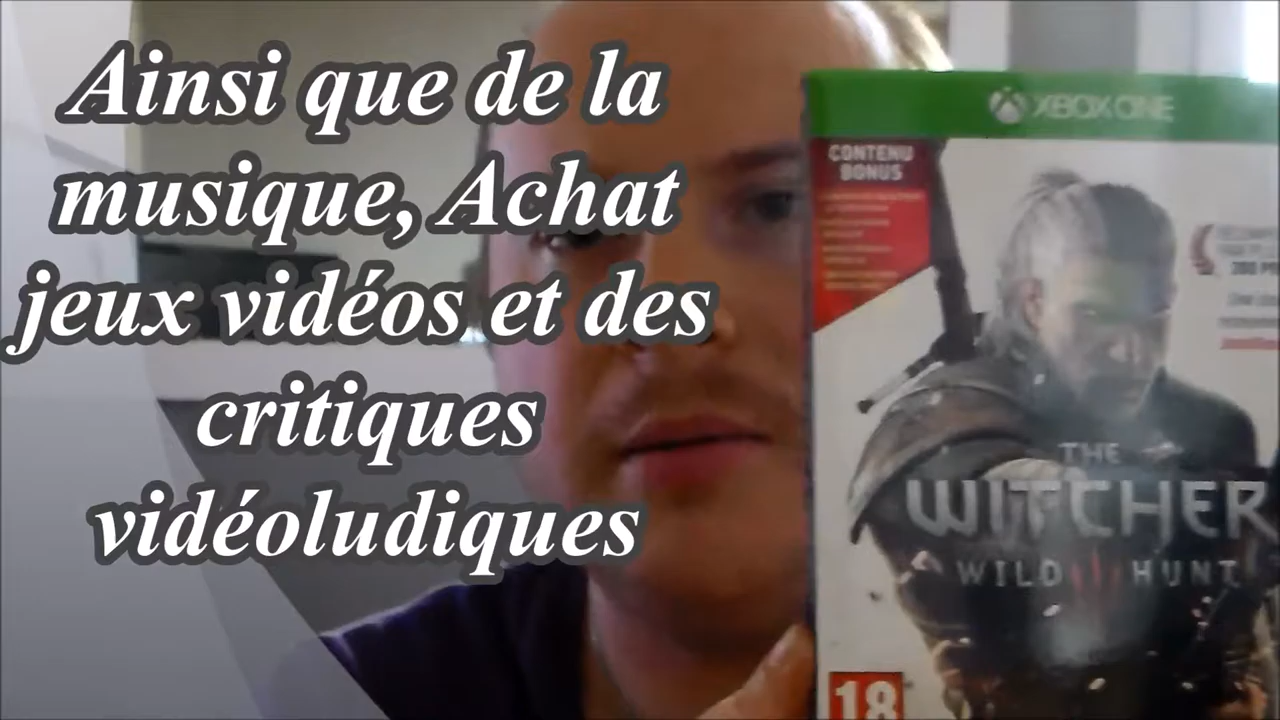 Ainsi que de la
musique, Achat
jeux vidéos et des
critiques
vidéoludiques
XBOX ONE
CONTENU
BONUS
THE
WITCHER
WILD HUNT
18